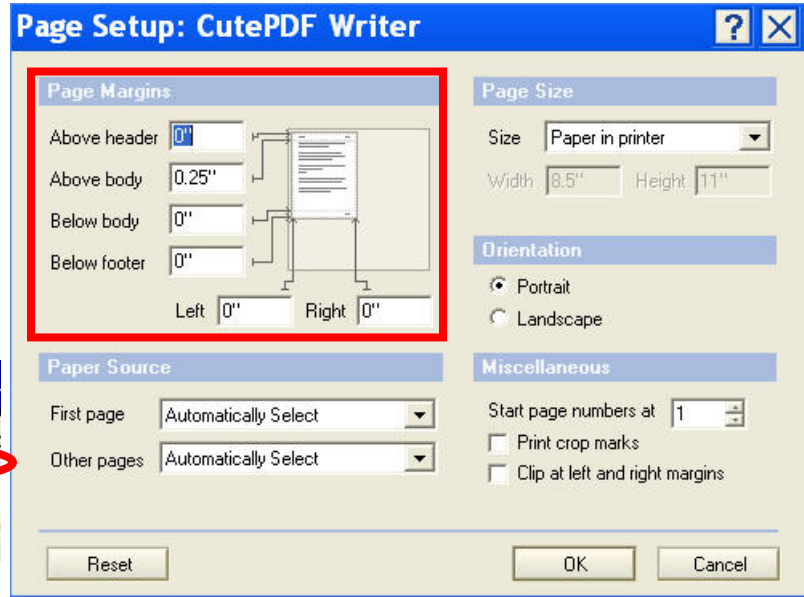 Page Setup: CutePDF Writer
Page Margins
Above header 0"
Above body 0.25"
Below body 0"
Below footer 0"
Left 0" Right 0"
Page Size
Size Paper in printer
Width 8.5" Height 11"
Orientation
Portrait
Landscape
Paper Source
First page Automatically Select
Other pages Automatically Select
Miscellaneous
Start page numbers at 1
Print crop marks
Clip at left and right margins
Reset OK Cancel